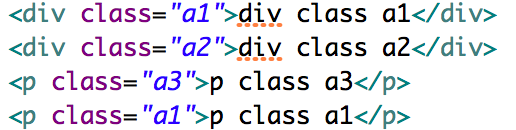 <div class="a1">div class a1</div>
<div class="a2">div class a2</div>
<p class="a3">p class a3</p>
<p class="a1">p class a1</p>